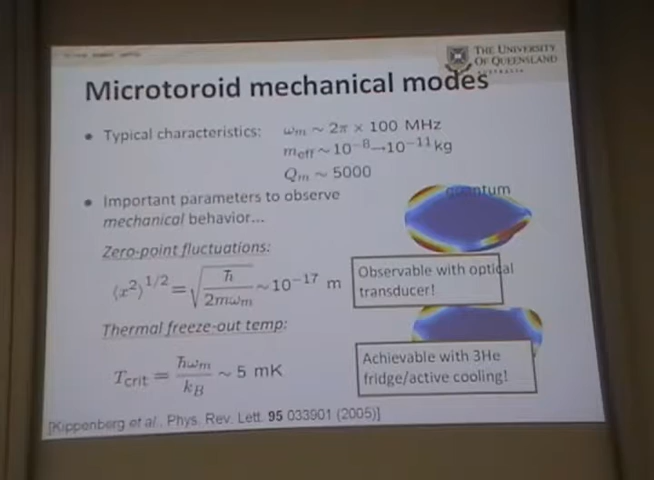 THE UNIVERSITY
OF QUEENSLAND
AUSTRALIA
Microtoroid mechanical modes
• Typical characteristics: ωm ~ 2π × 100 MHz
meff ~ 10⁻⁸→10⁻¹¹ kg
Qm ~ 5000
• Important parameters to observe
quantum
mechanical behavior...
Zero-point fluctuations:
⟨x²⟩^1/2 = √(ħ/2mωm) ~ 10⁻¹⁷ m
Observable with optical
transducer!
Thermal freeze-out temp:
Tcrit = ħωm/kB ~ 5 mK
Achievable with 3He
fridge/active cooling!
[Kippenberg et al., Phys. Rev. Lett. 95 033901 (2005)]